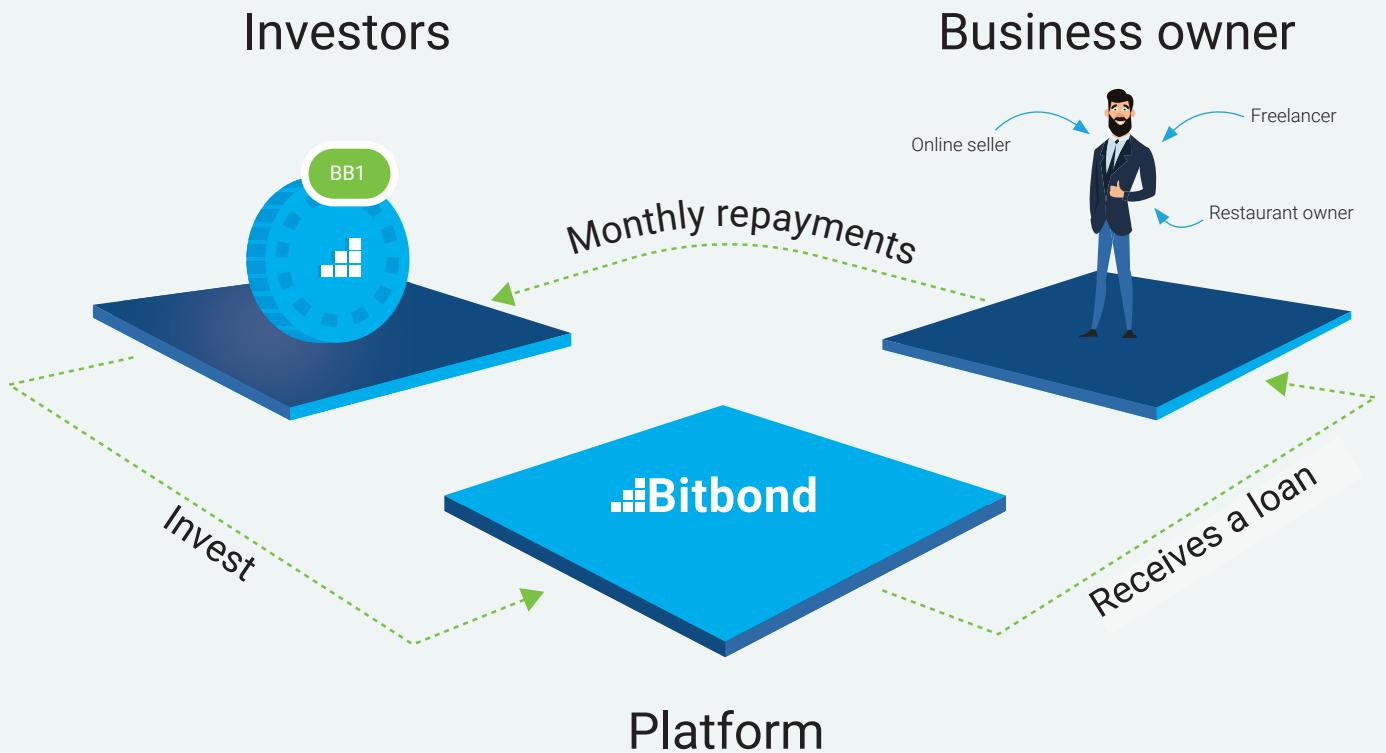 Investors
Business owner
Online seller
Freelancer
BB1
Restaurant owner
Monthly repayments
Bitbond
Invest
Receives a loan
Platform